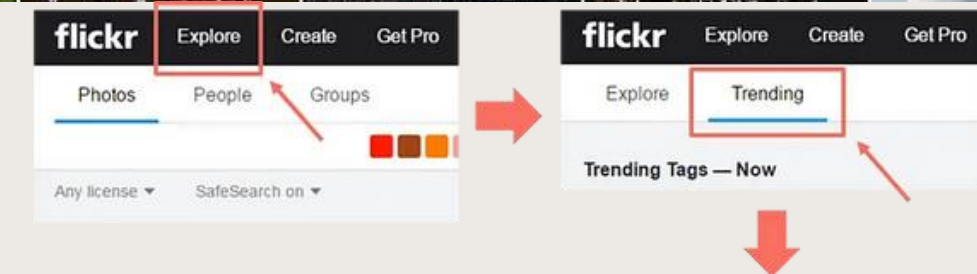 flickr Explore Create Get Pro
Photos People Groups
Any license SafeSearch on
flickr Explore Create Get Pro
Explore Trending
Trending Tags — Now